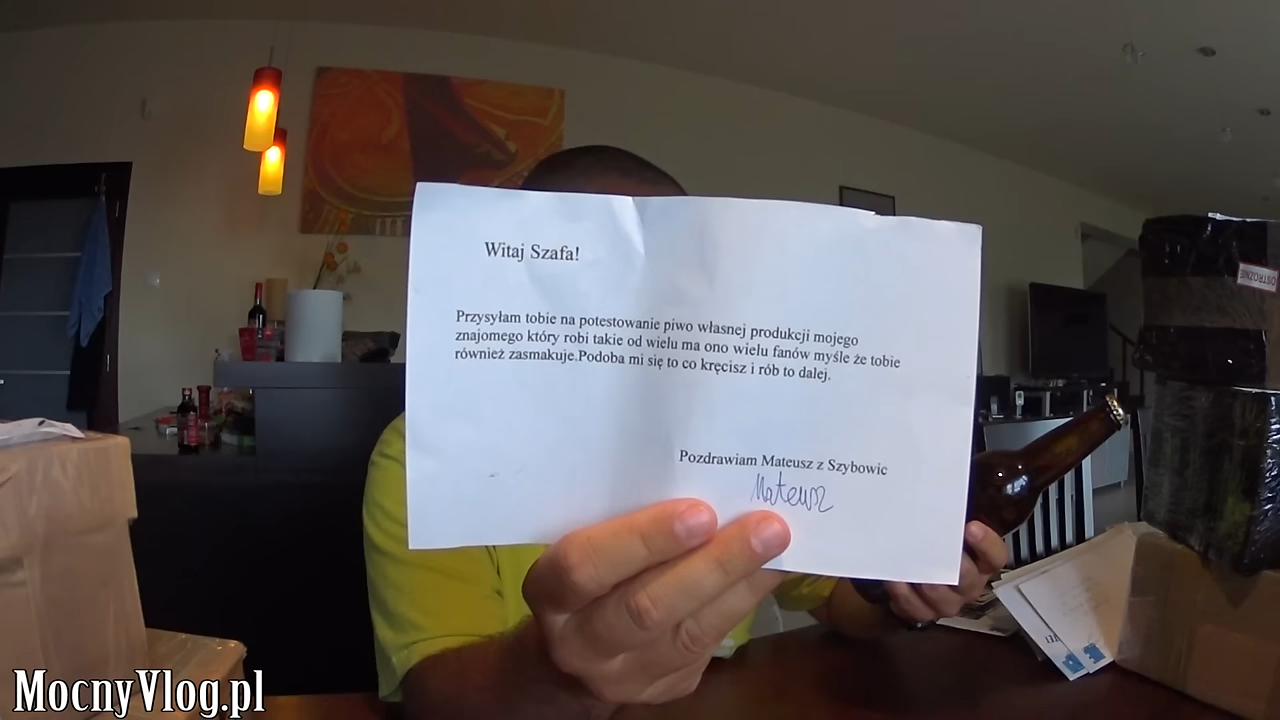 Witaj Szafa!
Przysyłam tobie na potestowanie piwo własnej produkcji mojego
znajomego który robi takie od wielu ma ono wielu fanów myśle że tobie
również zasmakuje.Podoba mi się to co kręcisz i rób to dalej.
Pozdrawiam Mateusz z Szybowic
Mateusz
OSTROŻNIE
MocnyVlog.pl